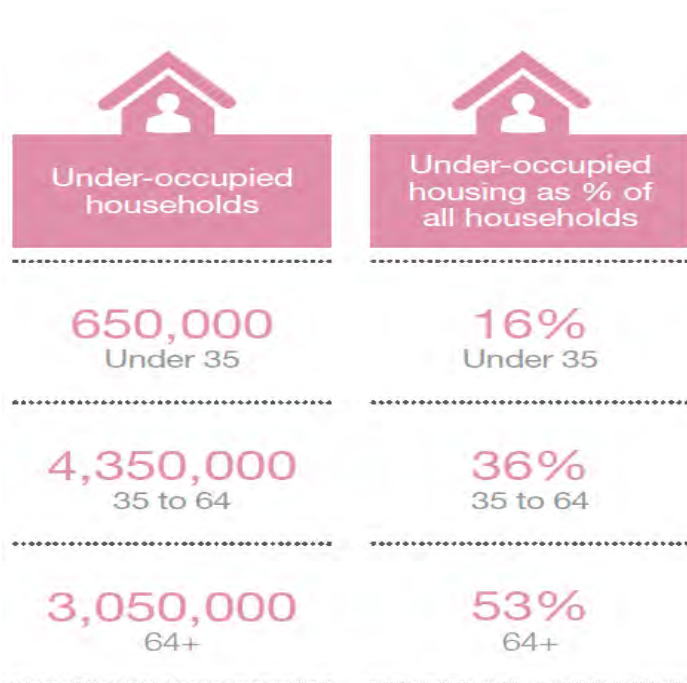 Under-occupied
households
650,000
Under 35
4,350,000
35 to 64
3,050,000
64+
Under-occupied
housing as % of
all households
16%
Under 35
36%
35 to 64
53%
64+